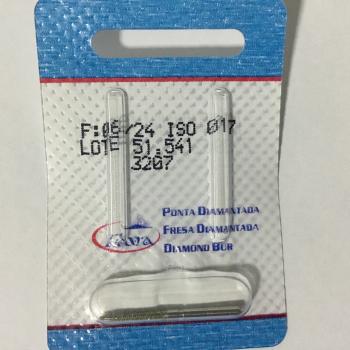 F:06/24 ISO 017
LOTE 51.541
3207
PONTA DIAMANTADA
FRESA DIAMANTADA
DIAMOND BUR